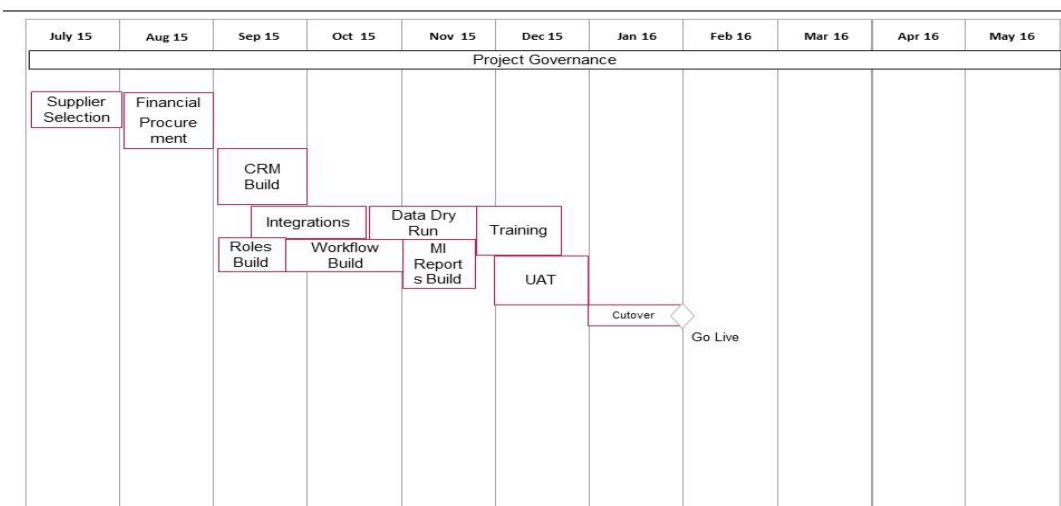 July 15 Aug 15 Sep 15 Oct 15 Nov 15 Dec 15 Jan 16 Feb 16 Mar 16 Apr 16 May 16
Project Governance
Supplier
Selection
Financial
Procure
ment
CRM
Build
Integrations
Data Dry
Run
Training
Roles
Build
Workflow
Build
MI
Report
s Build
UAT
Cutover
Go Live